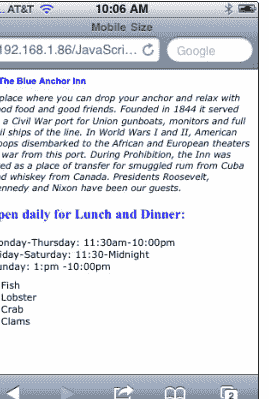 AT&T 10:06 AM
Mobile Size
192.168.1.86/JavaScri... Google
The Blue Anchor Inn
place where you can drop your anchor and relax with
od food and good friends. Founded in 1844 it served
a Civil War port for Union gunboats, monitors and full
il ships of the line. In World Wars I and II, American
oops disembarked to the African and European theaters
war from this port. During Prohibition, the Inn was
ed as a place of transfer for smuggled rum from Cuba
nd whiskey from Canada. Presidents Roosevelt,
ennedy and Nixon have been our guests.
pen daily for Lunch and Dinner:
onday-Thursday: 11:30am-10:00pm
iday-Saturday: 11:30-Midnight
unday: 1:pm -10:00pm
Fish
Lobster
Crab
Clams
2